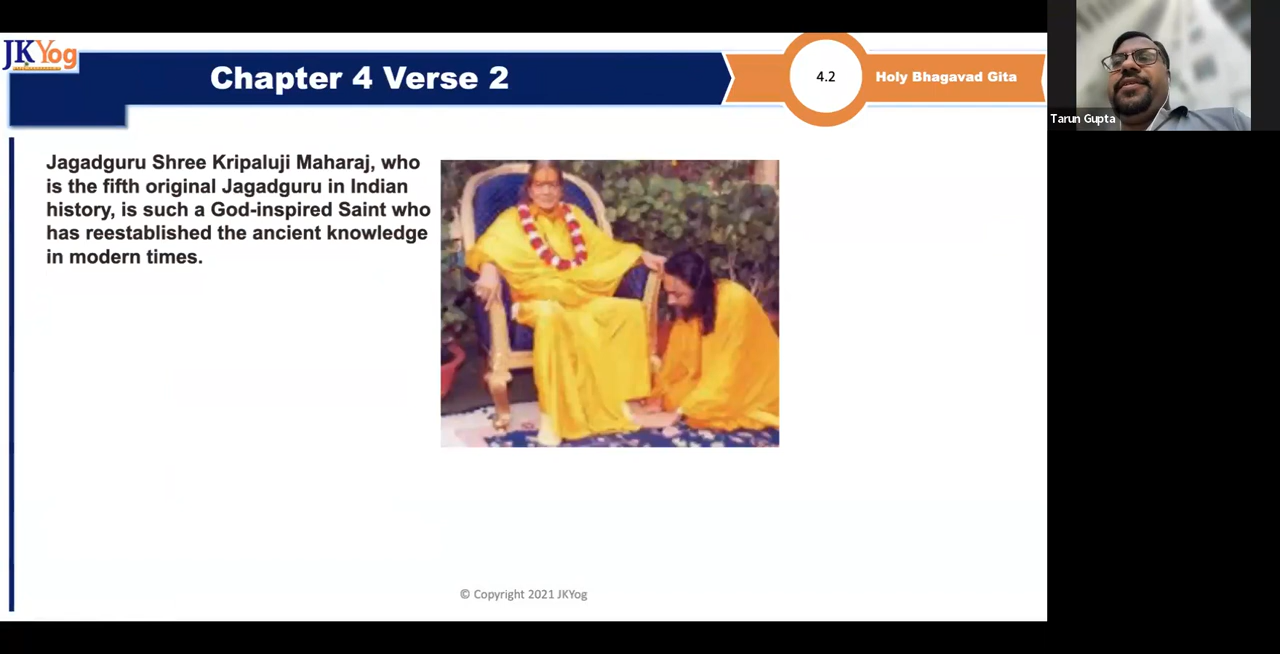 JKYog
Chapter 4 Verse 2
4.2
Holy Bhagavad Gita
Tarun Gupta
Jagadguru Shree Kripaluji Maharaj, who
is the fifth original Jagadguru in Indian
history, is such a God-inspired Saint who
has reestablished the ancient knowledge
in modern times.
© Copyright 2021 JKYog